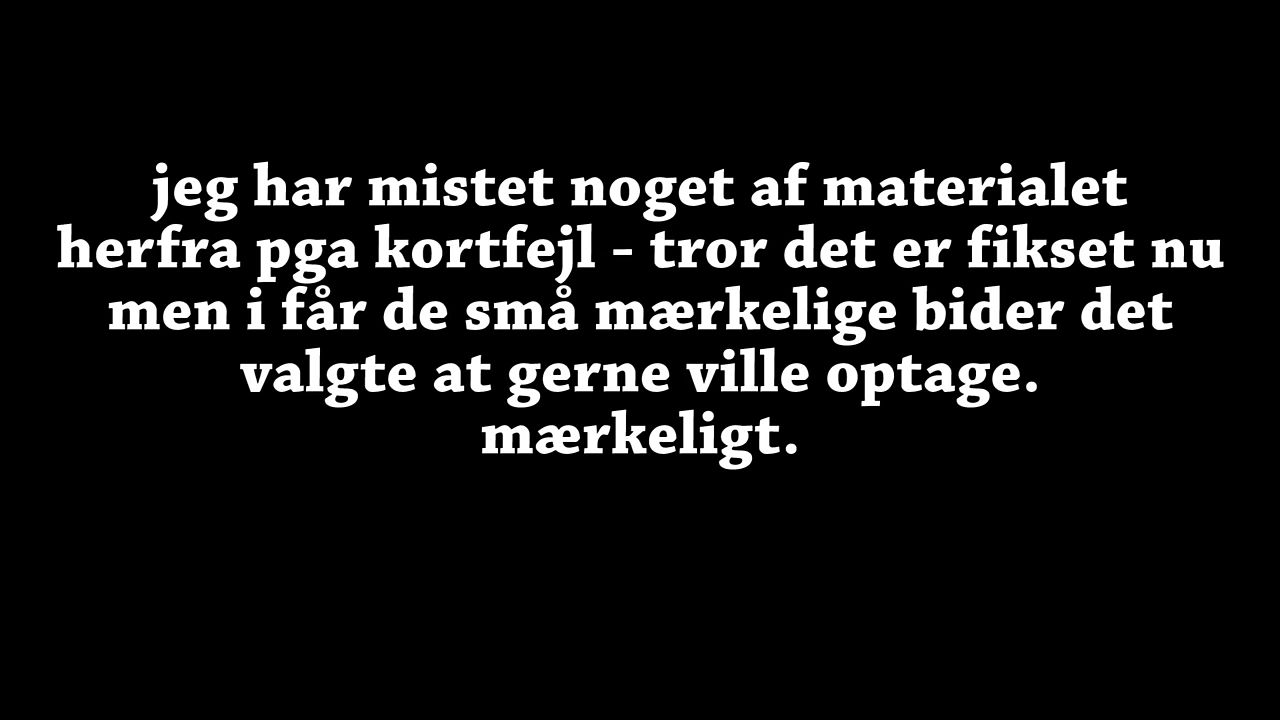 jeg har mistet noget af materialet
herfra pga kortfejl - tror det er fikset nu
men i får de små mærkelige bider det
valgte at gerne ville optage.
mærkeligt.